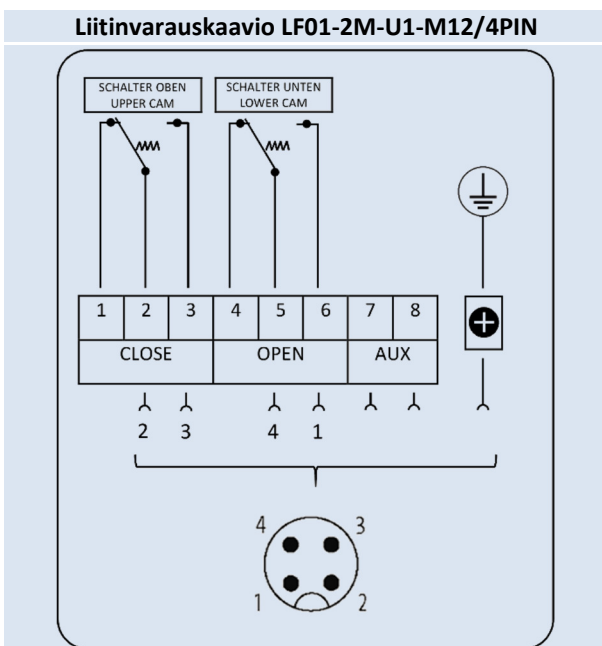 Liitinvarauskaavio LF01-2M-U1-M12/4PIN
SCHALTER OBEN
UPPER CAM
SCHALTER UNTEN
LOWER CAM
1 2 3 4 5 6 7 8
CLOSE OPEN AUX
2 3 4 1
4 3
1 2